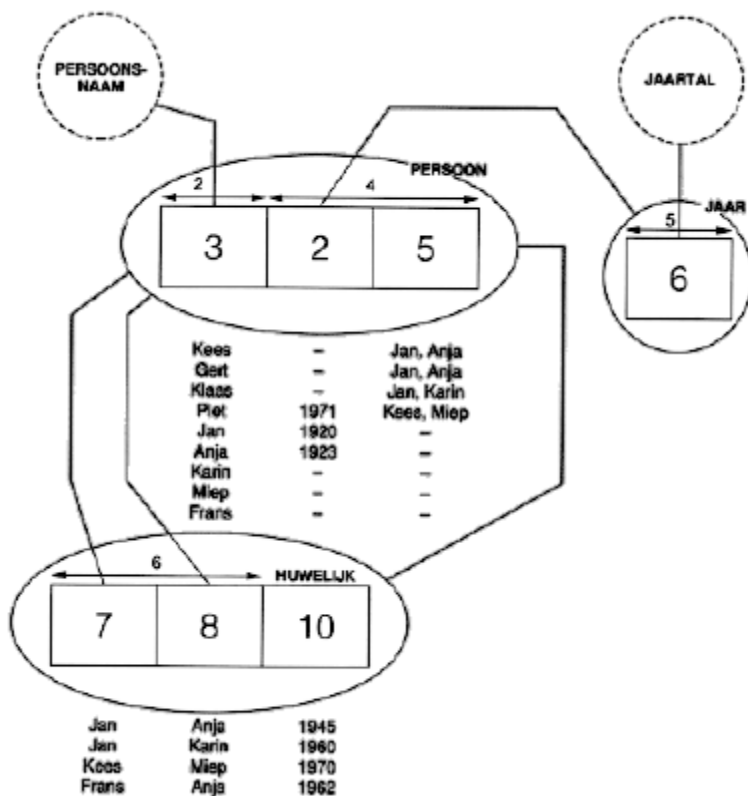 PERSOONS-
NAAM
JAARTAL
PERSOON
2 4
JAAR
5
3 2 5
6
Kees – Jan, Anja
Gert – Jan, Anja
Klaas – Jan, Karin
Piet 1971 Kees, Miep
Jan 1920 –
Anja 1923 –
Karin – –
Miep – –
Frans – –
6 HUWELIJK
7 8 10
Jan Anja 1945
Jan Karin 1960
Kees Miep 1970
Frans Anja 1962